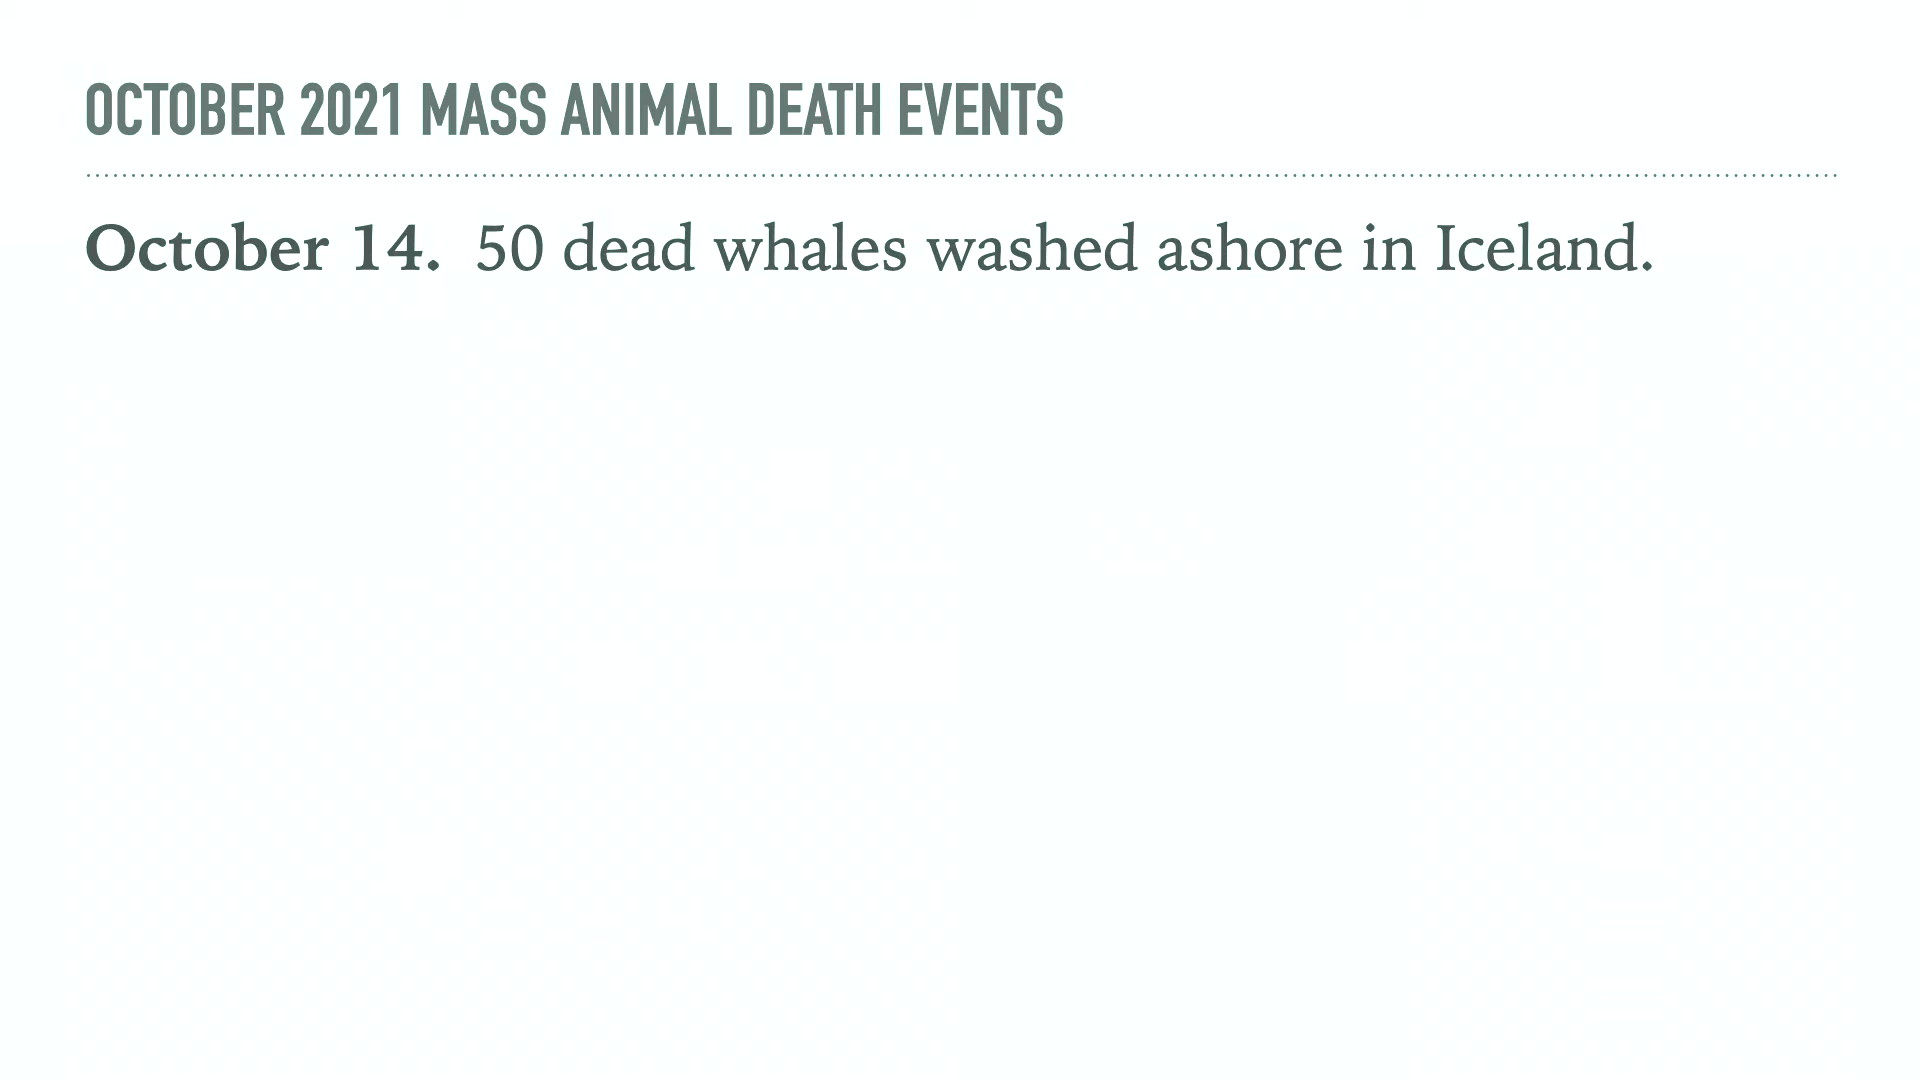 OCTOBER 2021 MASS ANIMAL DEATH EVENTS
October 14. 50 dead whales washed ashore in Iceland.